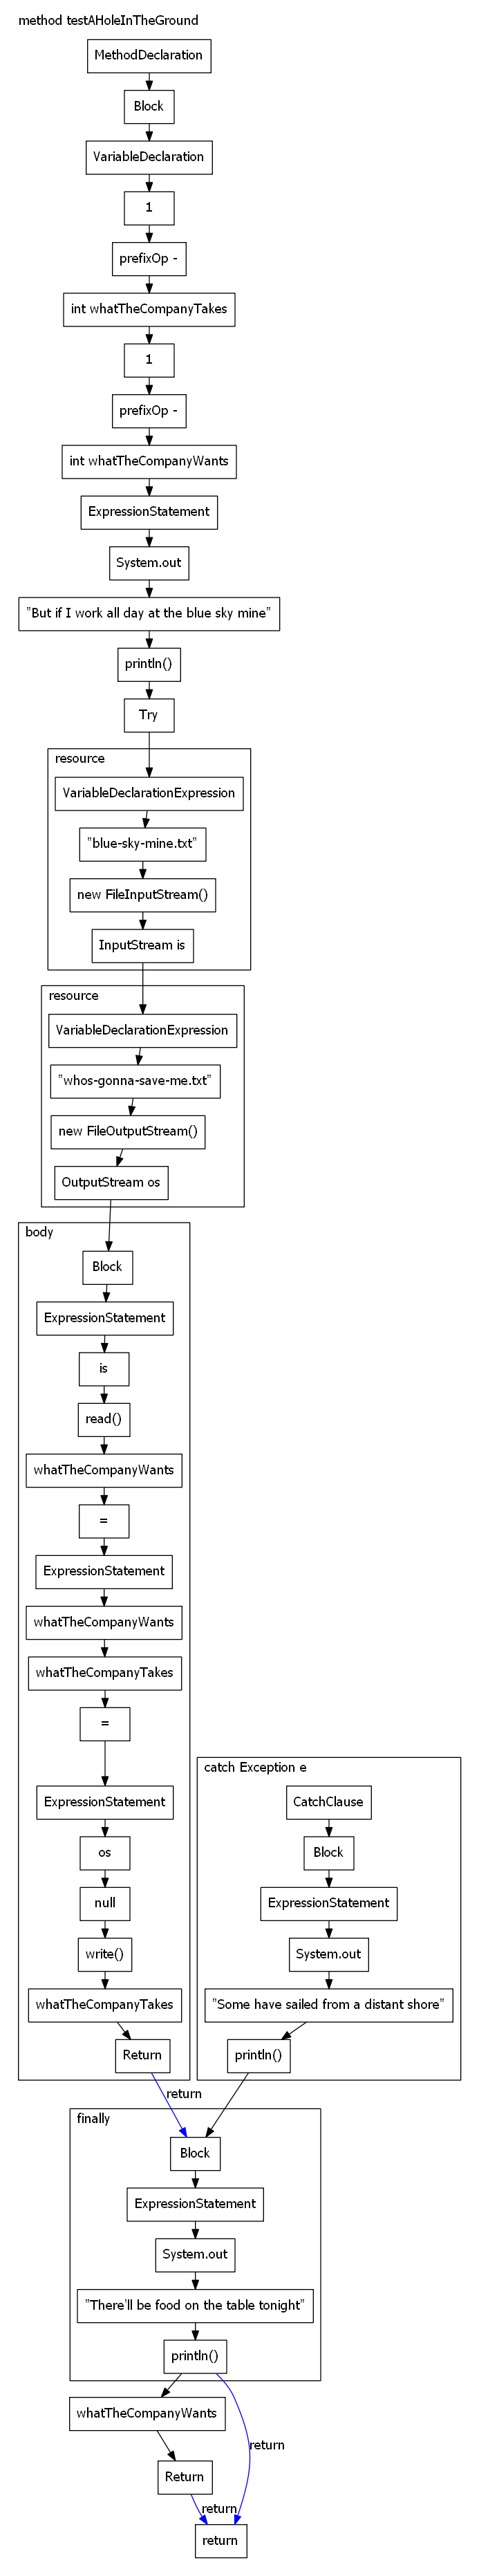 method testAHoleInTheGround
MethodDeclaration
Block
VariableDeclaration
1
prefixOp -
int whatTheCompanyTakes
1
prefixOp -
int whatTheCompanyWants
ExpressionStatement
System.out
"But if I work all day at the blue sky mine"
println()
Try
resource
VariableDeclarationExpression
"blue-sky-mine.txt"
new FileInputStream()
InputStream is
resource
VariableDeclarationExpression
"whos-gonna-save-me.txt"
new FileOutputStream()
OutputStream os
body
Block
ExpressionStatement
is
read()
whatTheCompanyWants
=
ExpressionStatement
whatTheCompanyWants
whatTheCompanyTakes
=
ExpressionStatement
os
null
write()
whatTheCompanyTakes
Return
catch Exception e
CatchClause
Block
ExpressionStatement
System.out
"Some have sailed from a distant shore"
println()
return
finally
Block
ExpressionStatement
System.out
"There'll be food on the table tonight"
println()
whatTheCompanyWants
return
Return
return
return